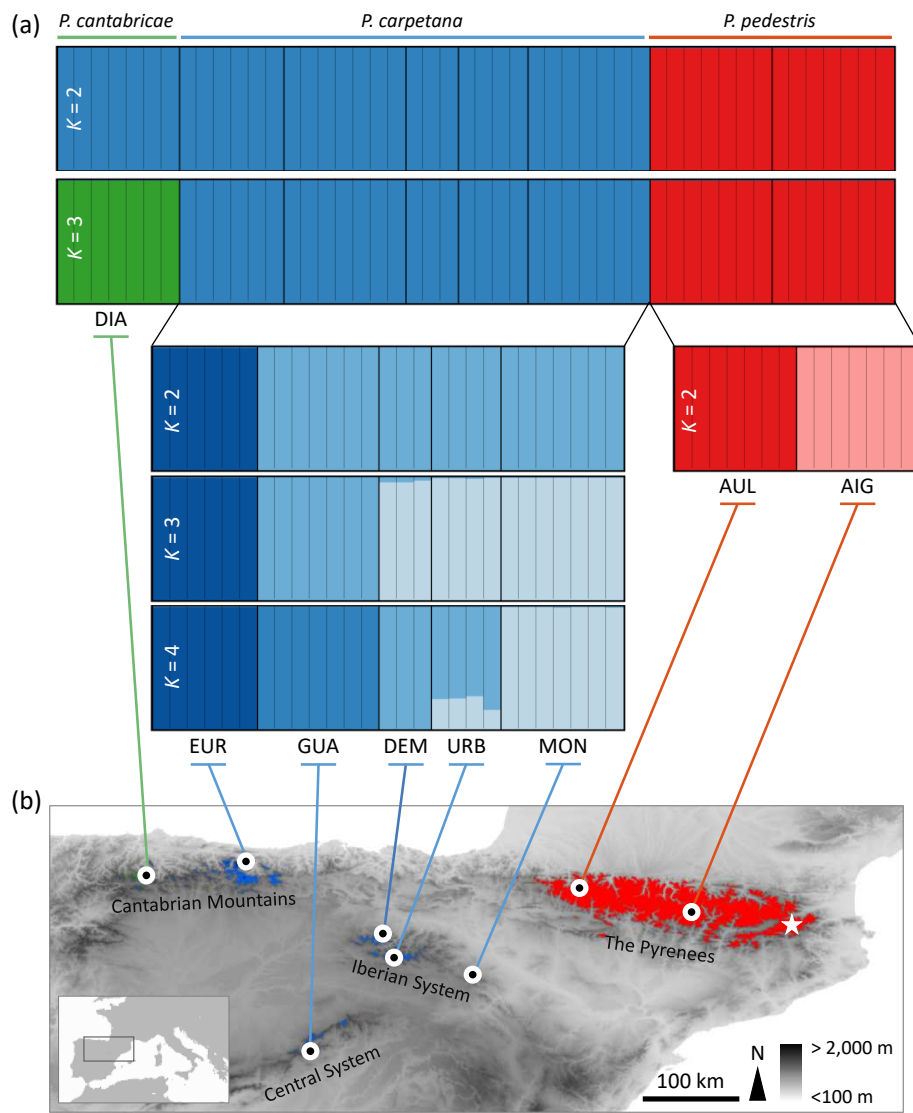 (a)
P. cantabricae P. carpetana P. pedestris
K = 2
K = 3
DIA
K = 2
K = 2
AUL AIG
K = 3
K = 4
EUR GUA DEM URB MON
(b)
Cantabrian Mountains
The Pyrenees
Iberian System
Central System
N
> 2,000 m
100 km
<100 m